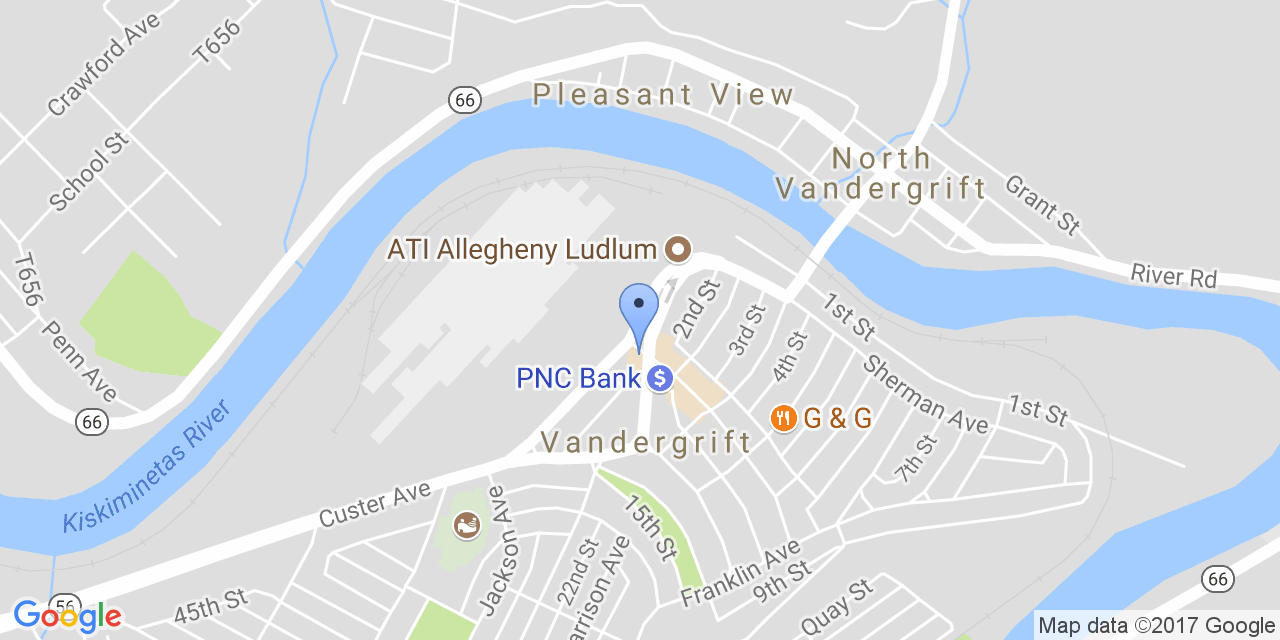 Crawford Ave
T656
66
Pleasant View
School St
North
Vandergrift
Grant St
ATI Allegheny Ludlum
River Rd
T656
2nd St
1st St
3rd St
4th St
Penn Ave
PNC Bank
$
Sherman Ave
1st St
G & G
66
Vandergrift
Kiskiminetas River
7th St
Custer Ave
15th St
Jackson Ave
22nd St
Harrison Ave
Franklin Ave
9th St
66
56
45th St
Quay St
Google
Map data ©2017 Google